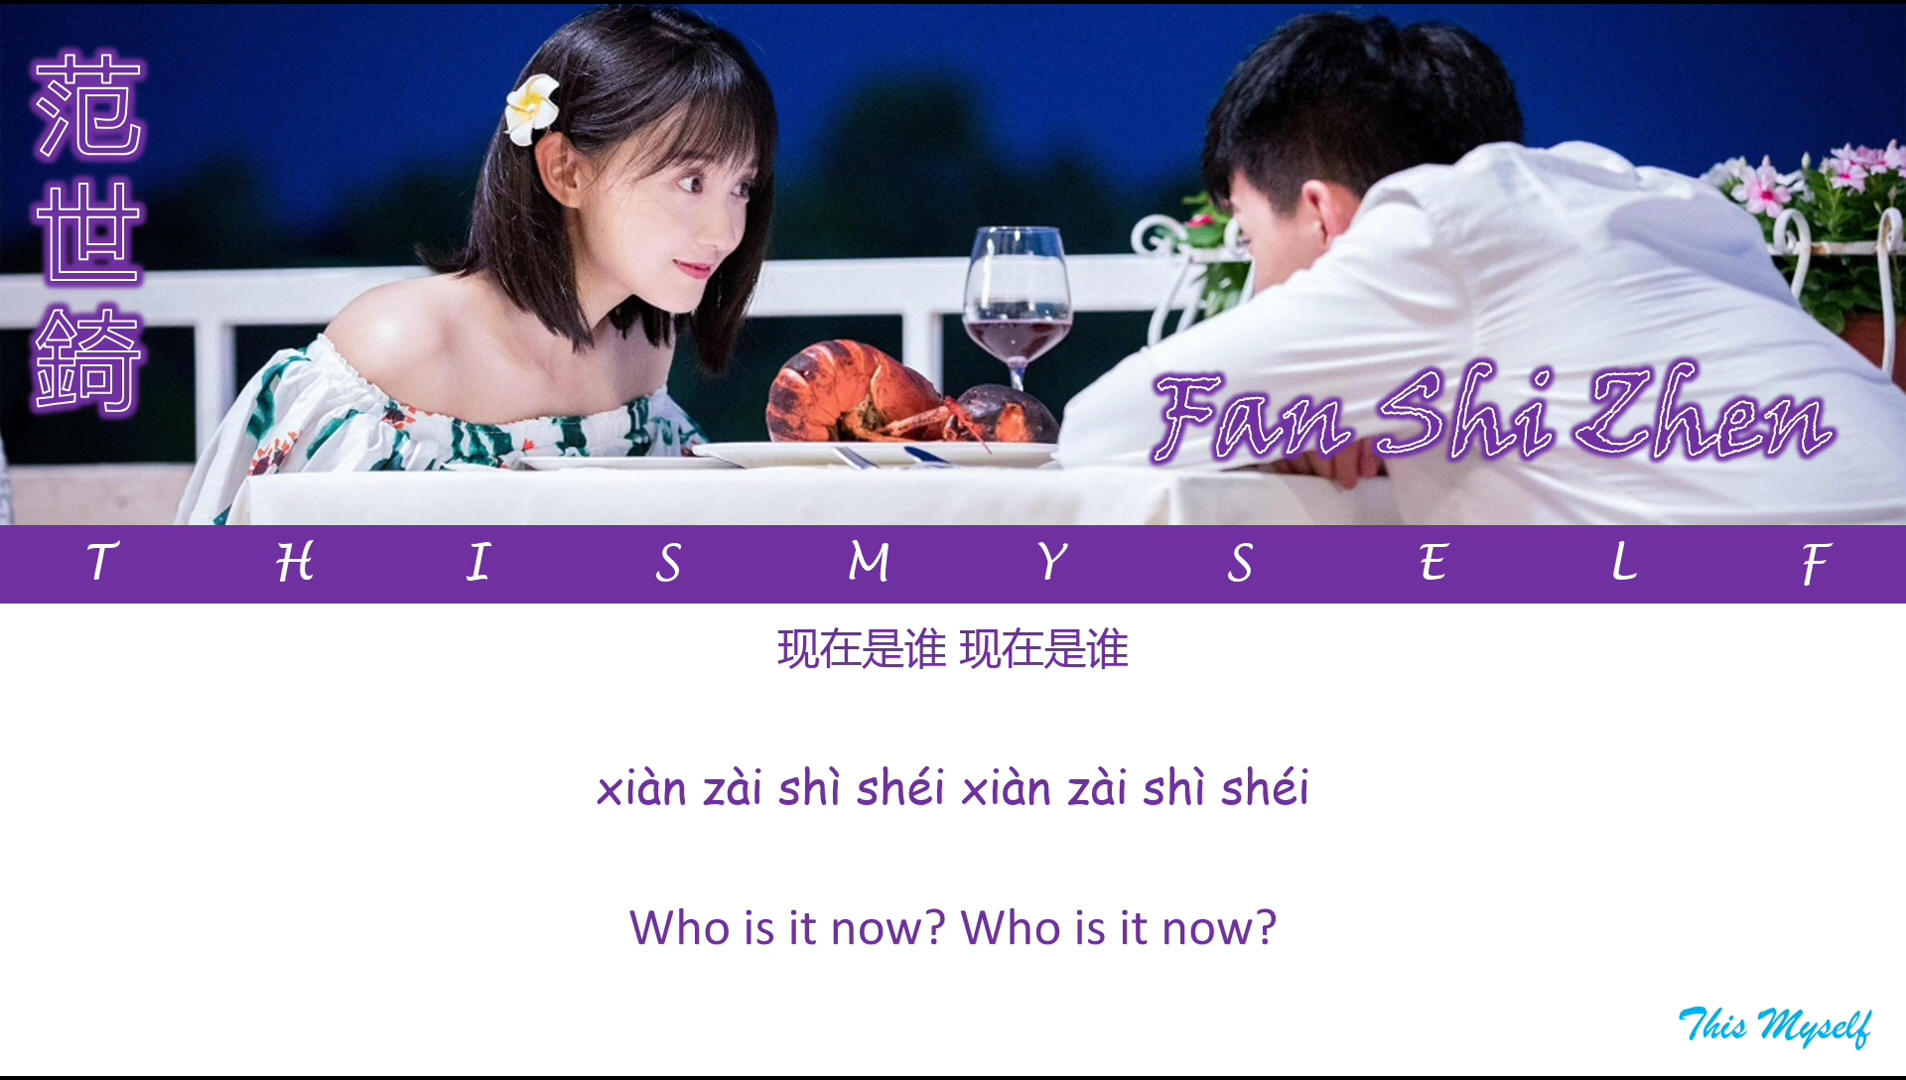 范世錡
Fan Shi Zhen
T H I S M Y S E L F
现在是谁 现在是谁
xiàn zài shì shéi xiàn zài shì shéi
Who is it now? Who is it now?
This Myself